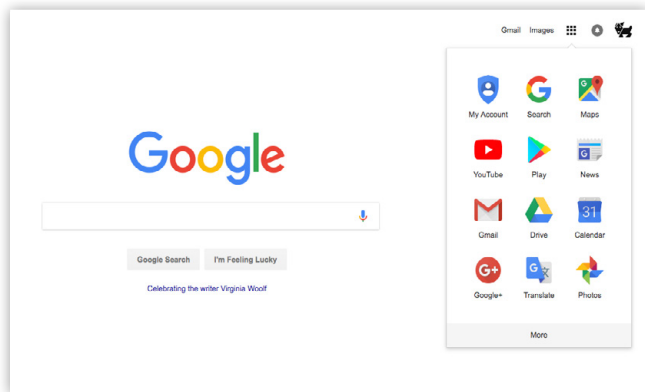 Gmail Images
My Account Search Maps
Google
YouTube Play News
Gmail Drive 31 Calendar
Google Search I'm Feeling Lucky
G+ Google+ Translate Photos
Celebrating the writer Virginia Woolf
More